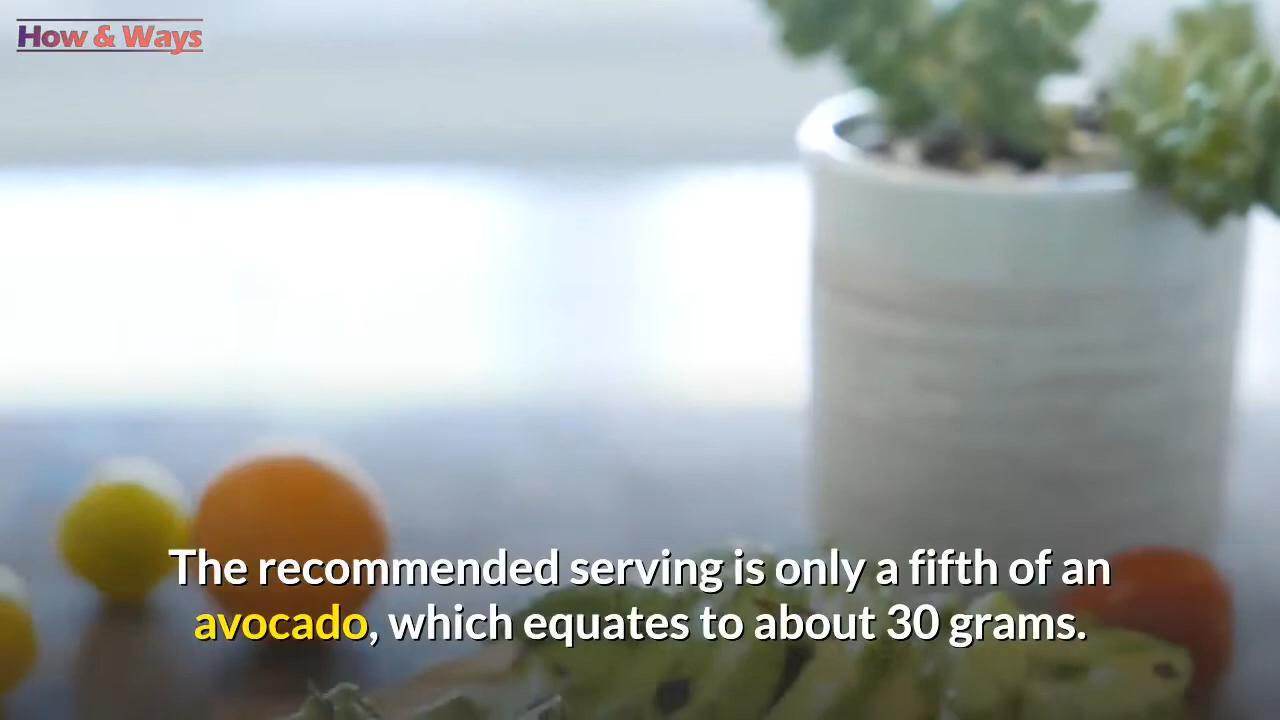 How & Ways
The recommended serving is only a fifth of an
avocado, which equates to about 30 grams.